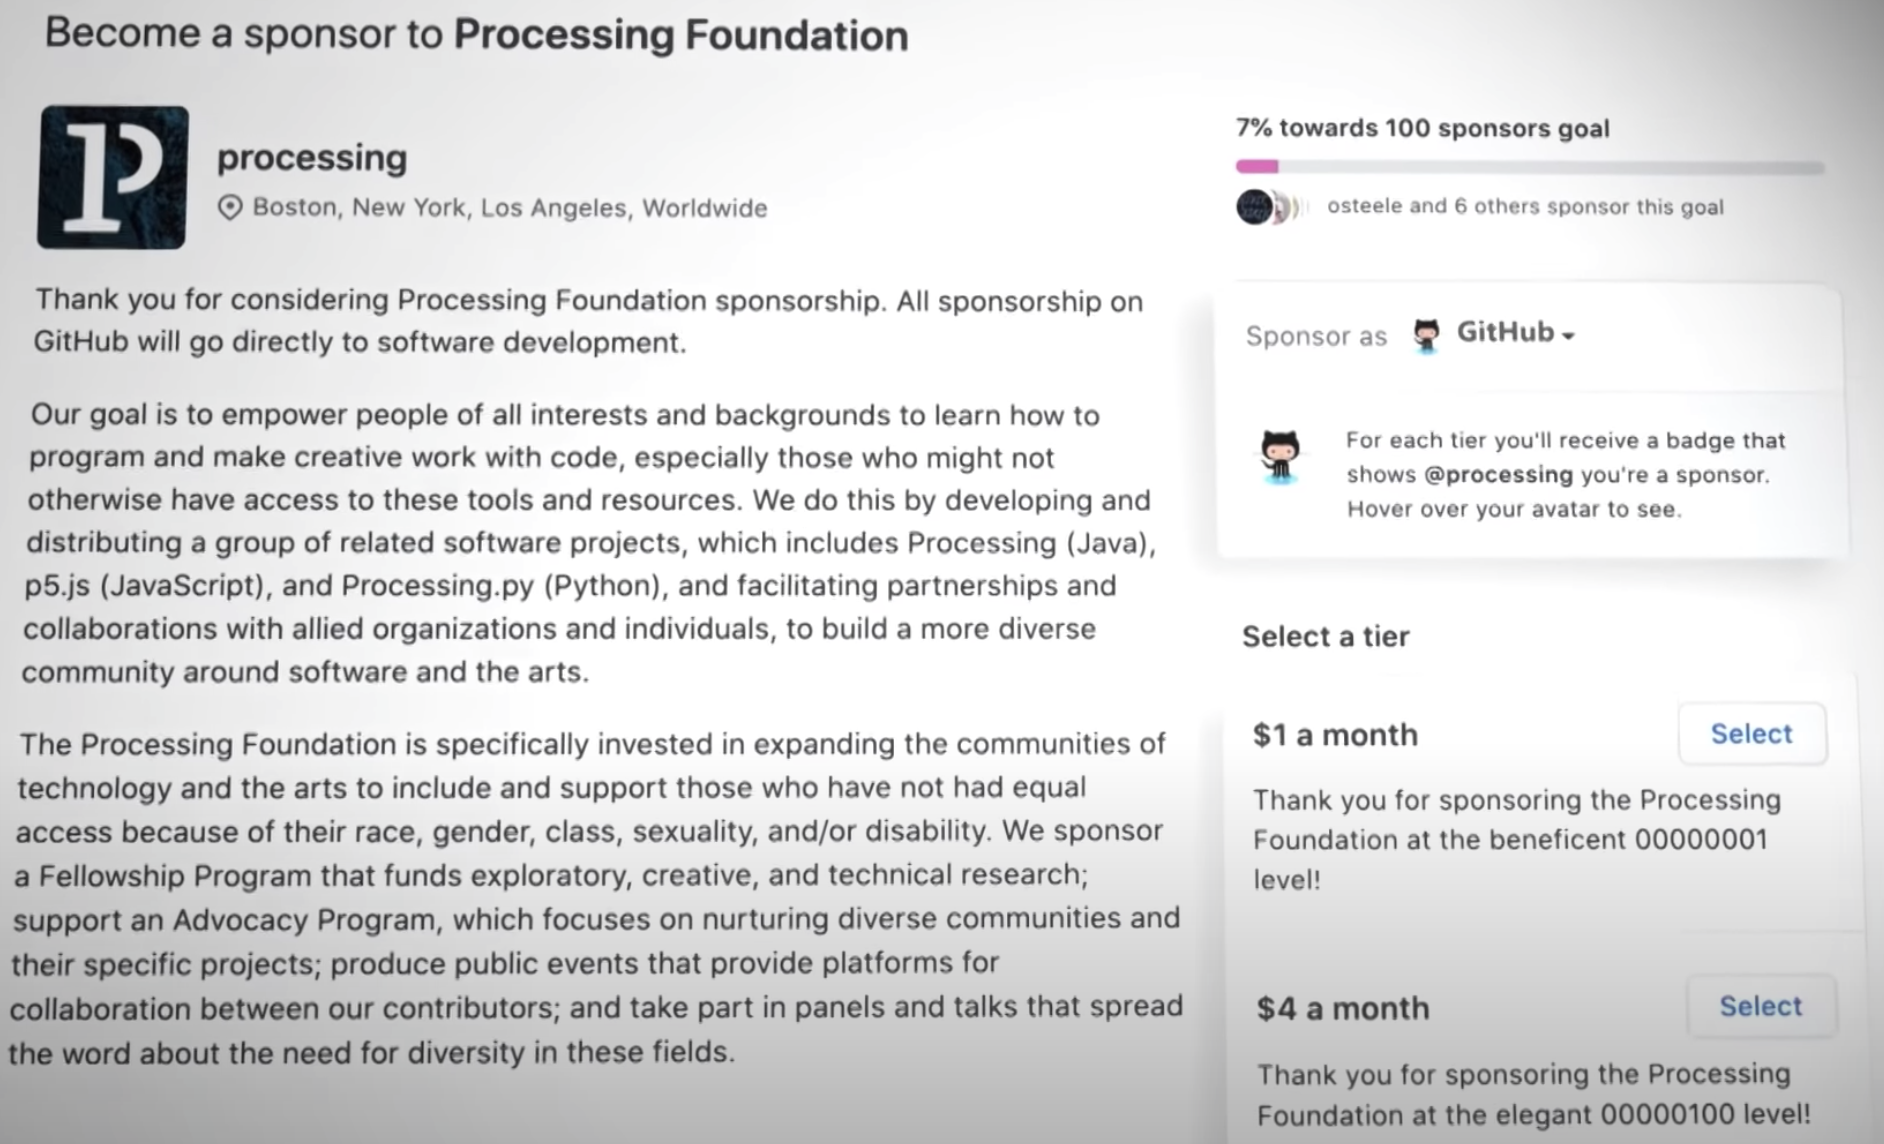 Become a sponsor to Processing Foundation
processing
Boston, New York, Los Angeles, Worldwide
Thank you for considering Processing Foundation sponsorship. All sponsorship on
GitHub will go directly to software development.
Our goal is to empower people of all interests and backgrounds to learn how to
program and make creative work with code, especially those who might not
otherwise have access to these tools and resources. We do this by developing and
distributing a group of related software projects, which includes Processing (Java),
p5.js (JavaScript), and Processing.py (Python), and facilitating partnerships and
collaborations with allied organizations and individuals, to build a more diverse
community around software and the arts.
The Processing Foundation is specifically invested in expanding the communities of
technology and the arts to include and support those who have not had equal
access because of their race, gender, class, sexuality, and/or disability. We sponsor
a Fellowship Program that funds exploratory, creative, and technical research;
support an Advocacy Program, which focuses on nurturing diverse communities and
their specific projects; produce public events that provide platforms for
collaboration between our contributors; and take part in panels and talks that spread
the word about the need for diversity in these fields.
7% towards 100 sponsors goal
osteele and 6 others sponsor this goal
Sponsor as GitHub
For each tier you'll receive a badge that
shows @processing you're a sponsor.
Hover over your avatar to see.
Select a tier
$1 a month
Select
Thank you for sponsoring the Processing
Foundation at the beneficent 00000001
level!
$4 a month
Select
Thank you for sponsoring the Processing
Foundation at the elegant 00000100 level!